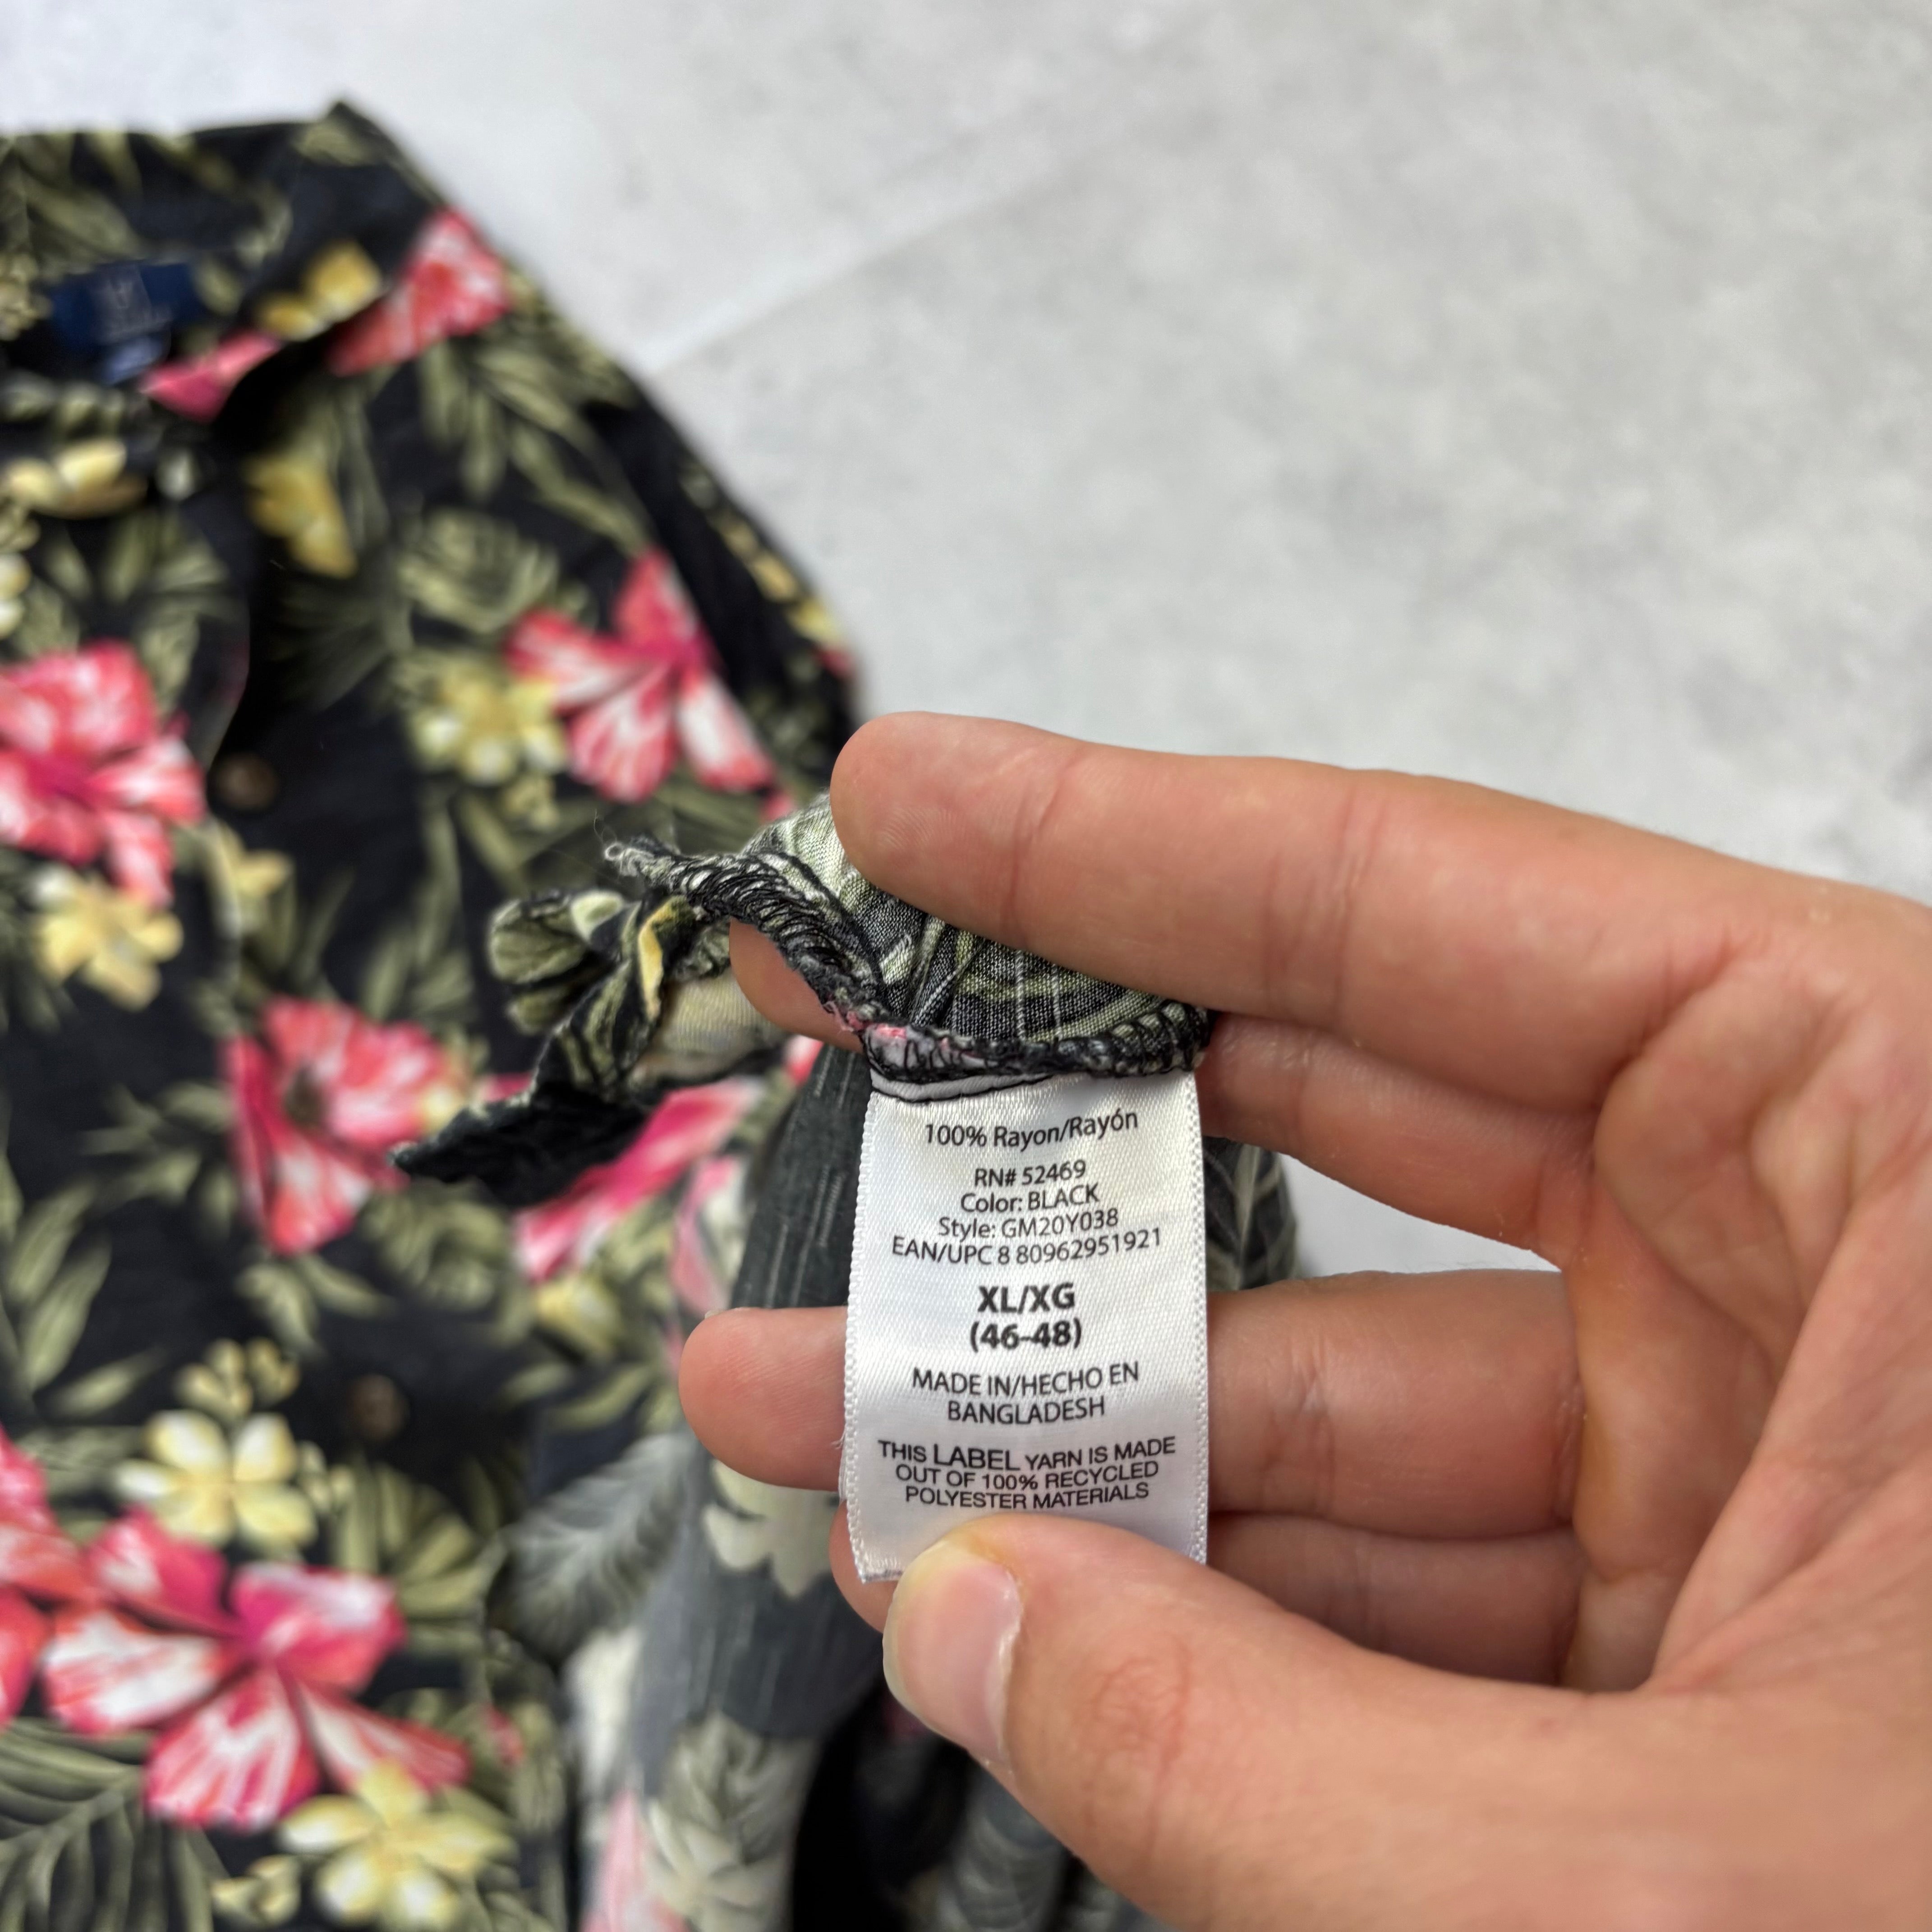 100% Rayon/Rayón
RN# 52469
Color: BLACK
Style: GM20Y038
EAN/UPC 8 80962951921
XL/XG
(46-48)
MADE IN/HECHO EN
BANGLADESH
THIS LABEL YARN IS MADE
OUT OF 100% RECYCLED
POLYESTER MATERIALS